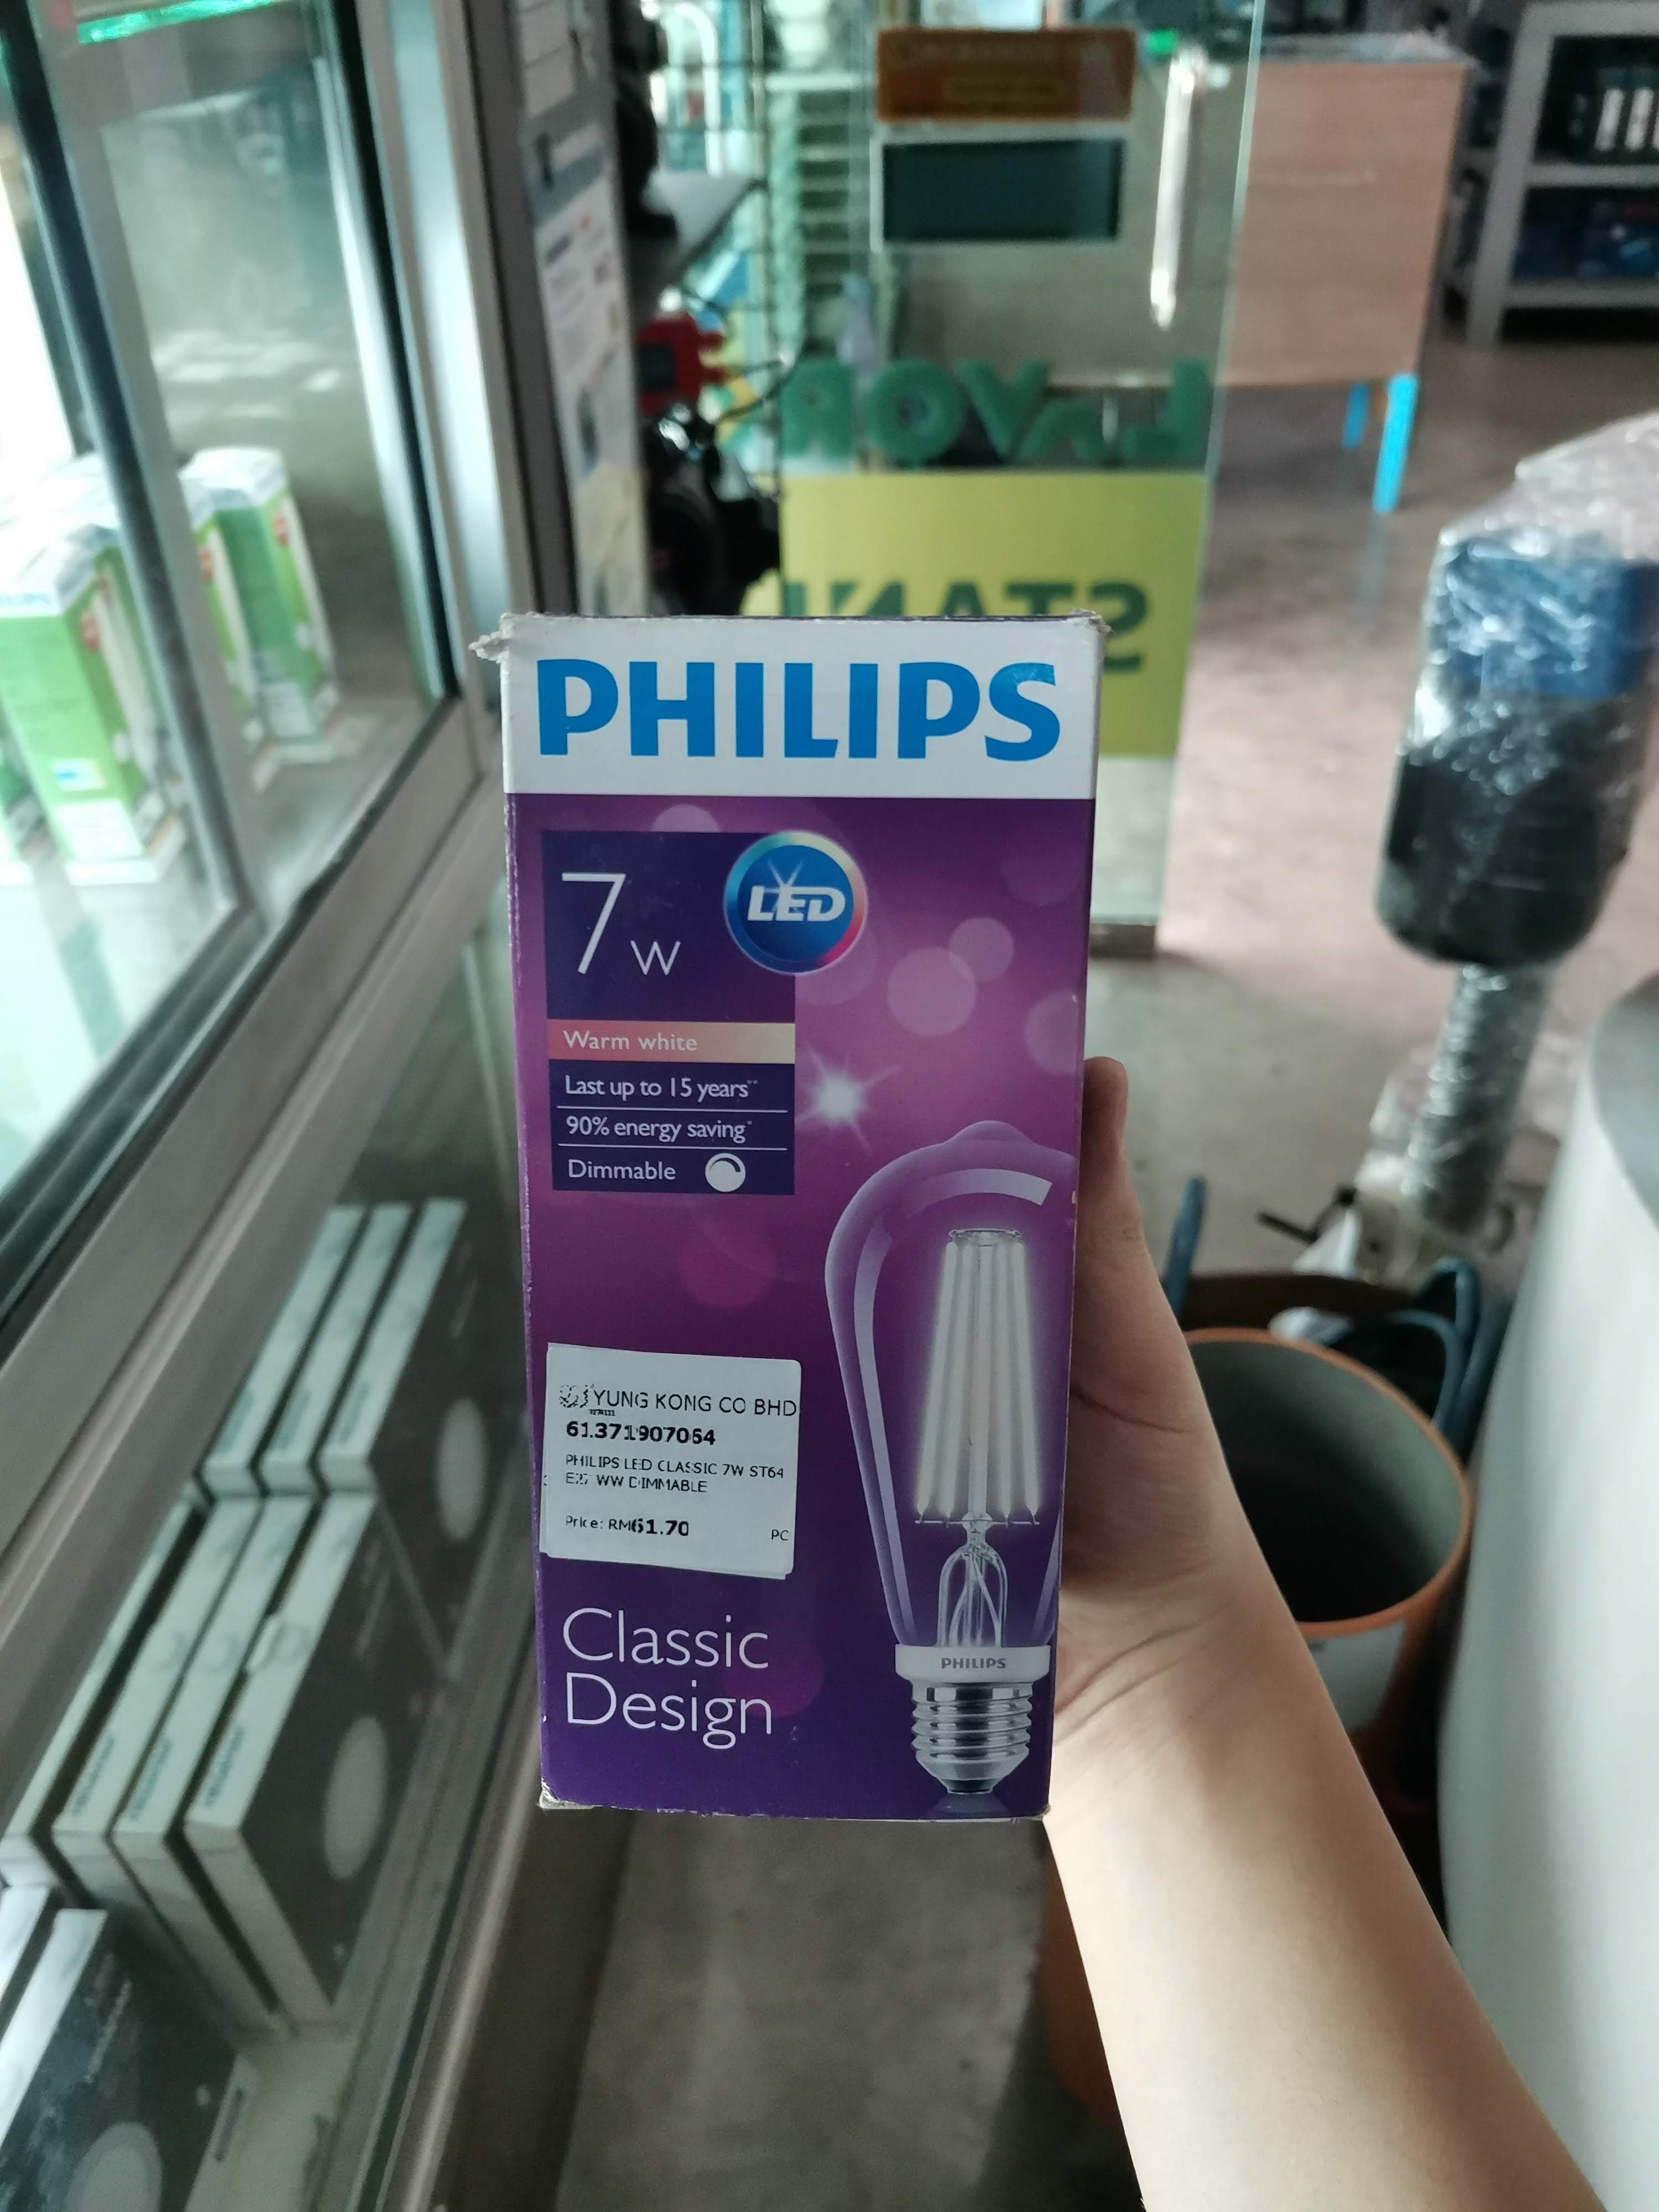 PHILIPS
7w
LED
Warm white
Last up to 15 years**
90% energy saving*
Dimmable
YUNG KONG CO BHD
61.371907064
PHILIPS LED CLASSIC 7W ST64
E27 WW DIMMABLE
Price: RM61.70 PC
Classic
Design
PHILIPS